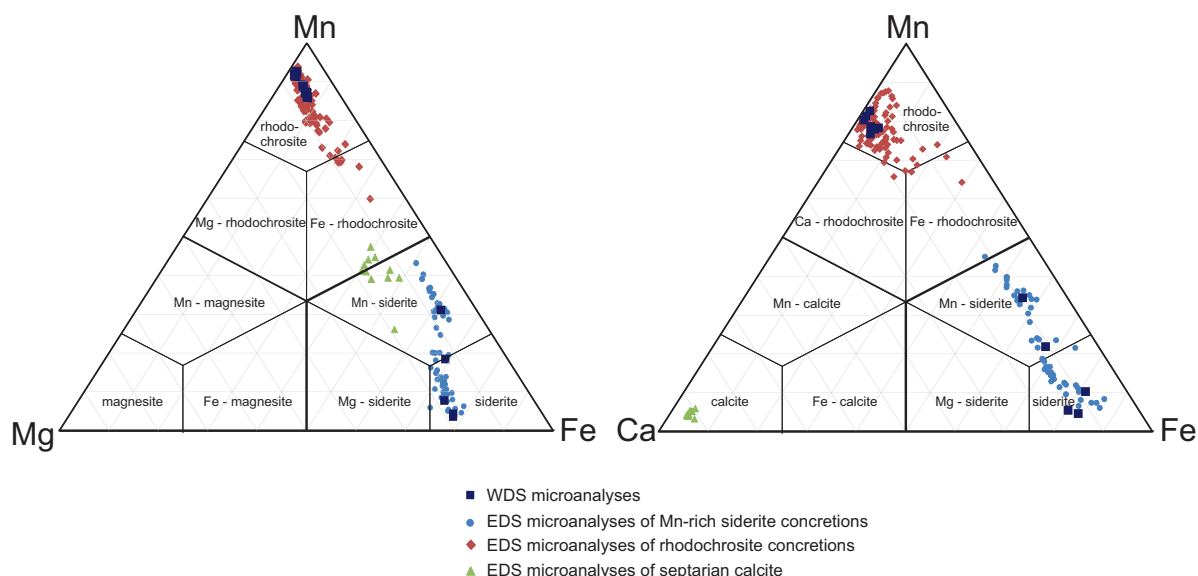 Mn
rhodo-
chrosite
Mg - rhodochrosite
Fe - rhodochrosite
Mn - magnesite
Mn - siderite
magnesite
Fe - magnesite
Mg - siderite
siderite
Mg
Fe
Mn
rhodo-
chrosite
Ca - rhodochrosite
Fe - rhodochrosite
Mn - calcite
Mn - siderite
calcite
Fe - calcite
Mg - siderite
siderite
Ca
Fe
WDS microanalyses
EDS microanalyses of Mn-rich siderite concretions
EDS microanalyses of rhodochrosite concretions
EDS microanalyses of septarian calcite